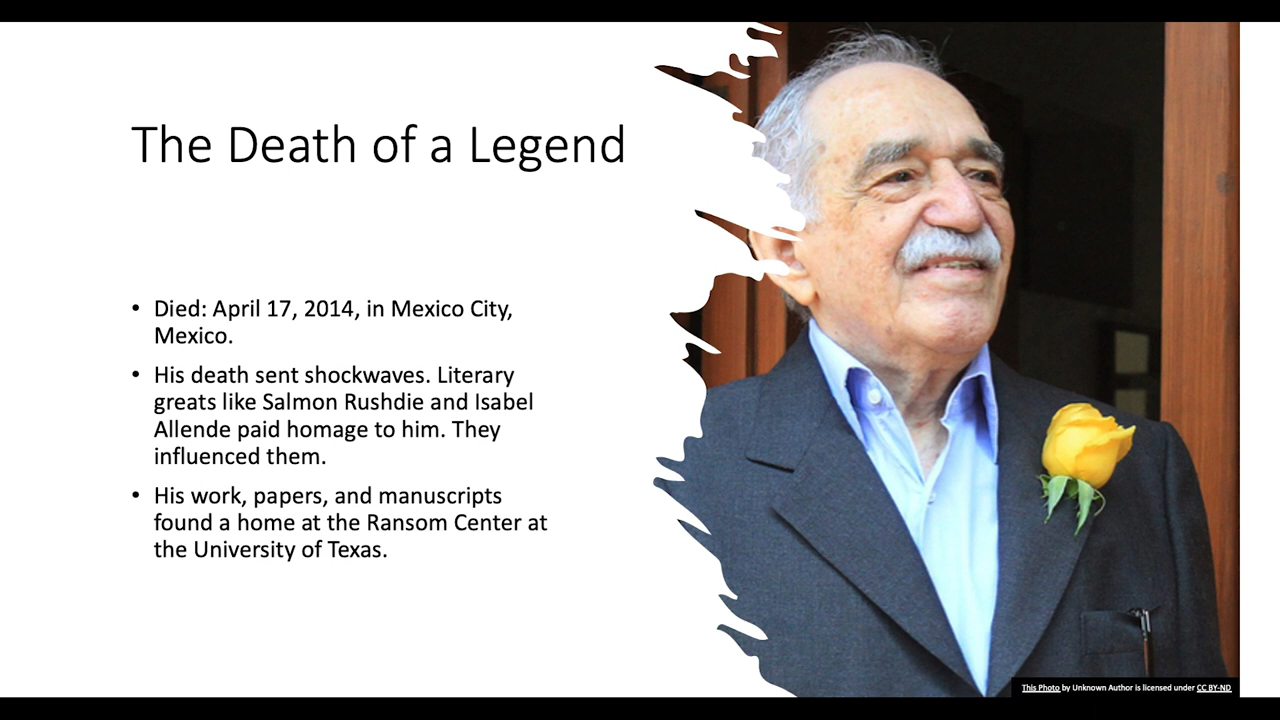 The Death of a Legend
• Died: April 17, 2014, in Mexico City,
Mexico.
• His death sent shockwaves. Literary
greats like Salmon Rushdie and Isabel
Allende paid homage to him. They
influenced them.
• His work, papers, and manuscripts
found a home at the Ransom Center at
the University of Texas.
This Photo by Unknown Author is licensed under CC BY-ND